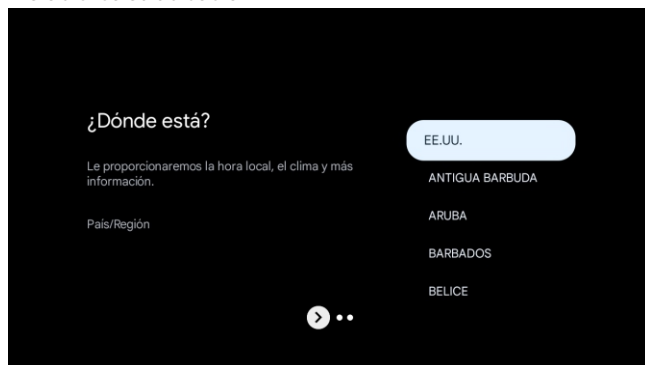 ¿Dónde está?
Le proporcionaremos la hora local, el clima y más
información.
País/Región
EE.UU.
ANTIGUA BARBUDA
ARUBA
BARBADOS
BELICE